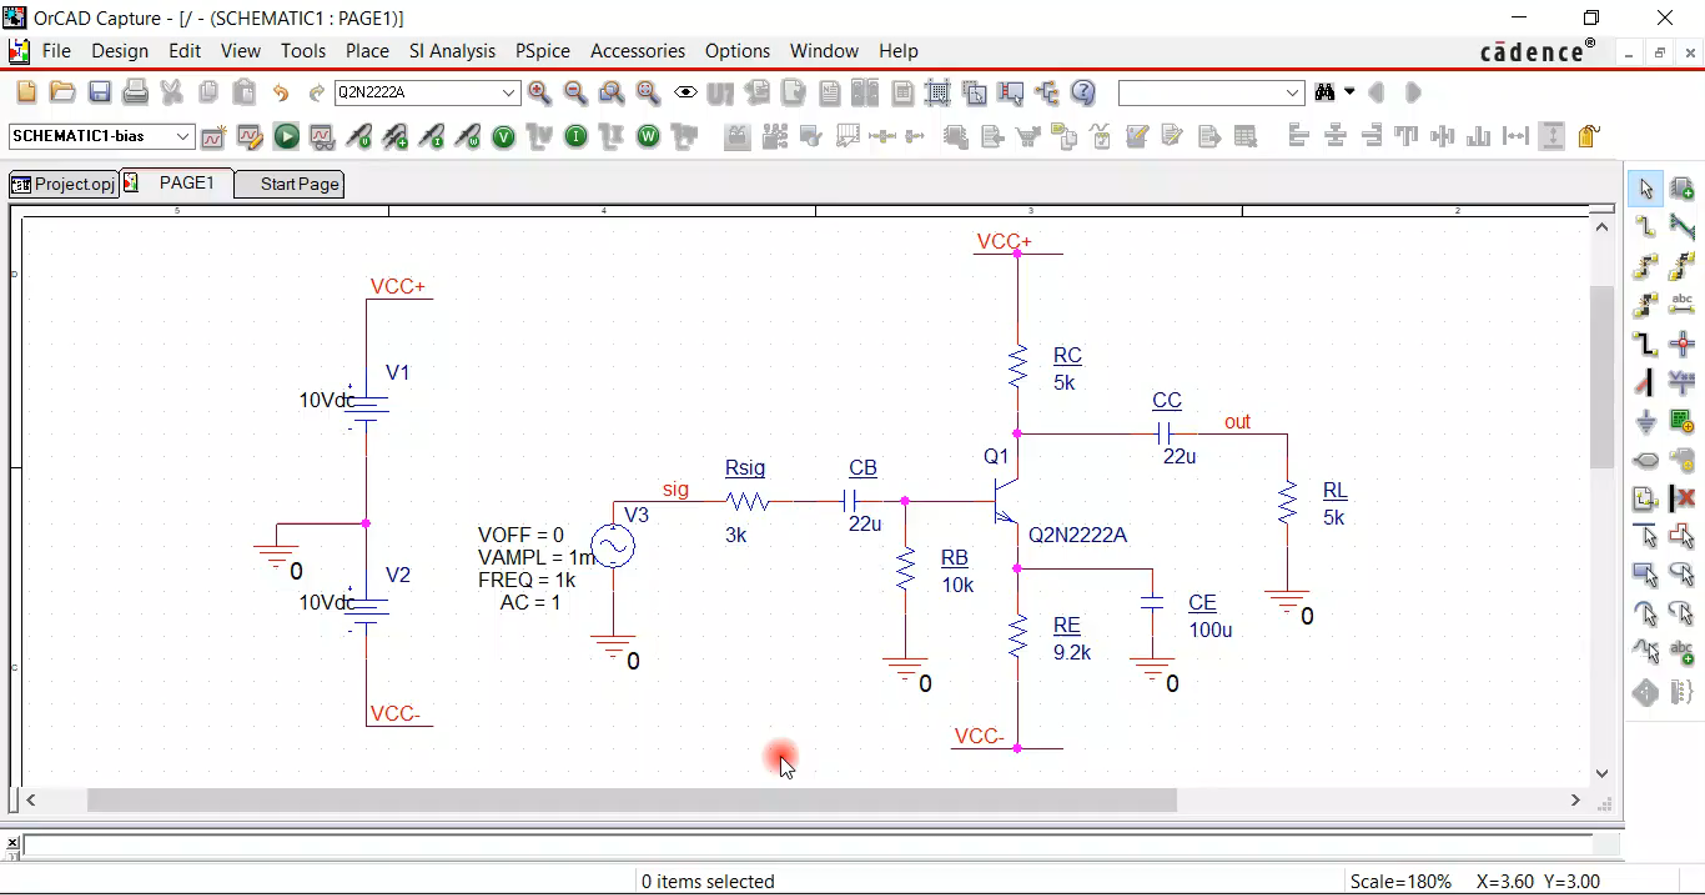 OrCAD Capture - [/ - (SCHEMATIC1 : PAGE1)]
File Design Edit View Tools Place SI Analysis PSpice Accessories Options Window Help
cādence®
Q2N2222A
U?
SCHEMATIC1-bias
V
I
W
Project.opj PAGE1 Start Page
5 4 3 2
D
C
VCC+
V1
10Vdc
0
V2
10Vdc
VCC-
sig
V3
VOFF = 0
VAMPL = 1m
FREQ = 1k
AC = 1
0
Rsig
3k
CB
22u
RB
10k
0
VCC+
RC
5k
Q1
Q2N2222A
CC
22u
out
RL
5k
0
RE
9.2k
CE
100u
0
VCC-
abc
abc
0 items selected
Scale=180% X=3.60 Y=3.00